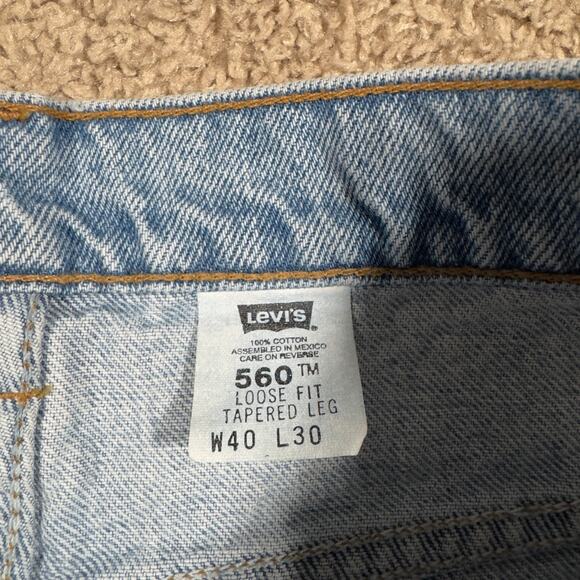 Levi's
100% COTTON
ASSEMBLED IN MEXICO
CARE ON REVERSE
560™
LOOSE FIT
TAPERED LEG
W40 L30